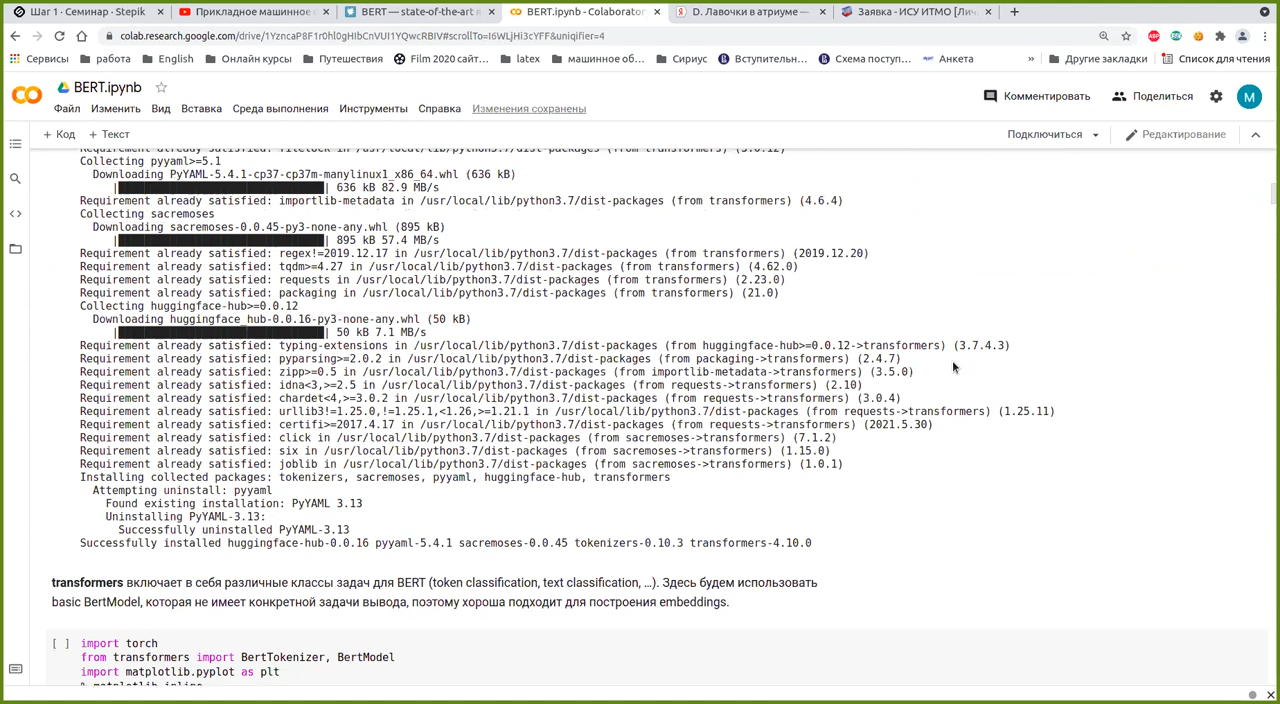 Шаг 1 · Семинар · Stepik
Прикладное машинное
BERT — state-of-the-art
BERT.ipynb - Colaborator
D. Лавочки в атриуме —
Заявка - ИСУ ИТМО [Лич
colab.research.google.com/drive/1YzncaP8F1r0hl0gHIbCnVUI1YQwcRBIV#scrollTo=I6WLjHi3cYFF&uniqifier=4
Сервисы
работа
English
Онлайн курсы
Путешествия
Film 2020 сайт...
latex
машинное об...
Сириус
Вступительн...
Схема поступ...
Анкета
»
Другие закладки
Список для чтения
BERT.ipynb
Файл Изменить Вид Вставка Среда выполнения Инструменты Справка Изменения сохранены
Комментировать
Поделиться
М
+ Код + Текст
Подключиться
Редактирование
Requirement already satisfied: filelock in /usr/local/lib/python3.7/dist-packages (from transformers) (3.0.12)
Collecting pyyaml>=5.1
Downloading PyYAML-5.4.1-cp37-cp37m-manylinux1_x86_64.whl (636 kB)
|████████████████████████████████| 636 kB 82.9 MB/s
Requirement already satisfied: importlib-metadata in /usr/local/lib/python3.7/dist-packages (from transformers) (4.6.4)
Collecting sacremoses
Downloading sacremoses-0.0.45-py3-none-any.whl (895 kB)
|████████████████████████████████| 895 kB 57.4 MB/s
Requirement already satisfied: regex!=2019.12.17 in /usr/local/lib/python3.7/dist-packages (from transformers) (2019.12.20)
Requirement already satisfied: tqdm>=4.27 in /usr/local/lib/python3.7/dist-packages (from transformers) (4.62.0)
Requirement already satisfied: requests in /usr/local/lib/python3.7/dist-packages (from transformers) (2.23.0)
Requirement already satisfied: packaging in /usr/local/lib/python3.7/dist-packages (from transformers) (21.0)
Collecting huggingface-hub>=0.0.12
Downloading huggingface_hub-0.0.16-py3-none-any.whl (50 kB)
|████████████████████████████████| 50 kB 7.1 MB/s
Requirement already satisfied: typing-extensions in /usr/local/lib/python3.7/dist-packages (from huggingface-hub>=0.0.12->transformers) (3.7.4.3)
Requirement already satisfied: pyparsing>=2.0.2 in /usr/local/lib/python3.7/dist-packages (from packaging->transformers) (2.4.7)
Requirement already satisfied: zipp>=0.5 in /usr/local/lib/python3.7/dist-packages (from importlib-metadata->transformers) (3.5.0)
Requirement already satisfied: idna<3,>=2.5 in /usr/local/lib/python3.7/dist-packages (from requests->transformers) (2.10)
Requirement already satisfied: chardet<4,>=3.0.2 in /usr/local/lib/python3.7/dist-packages (from requests->transformers) (3.0.4)
Requirement already satisfied: urllib3!=1.25.0,!=1.25.1,<1.26,>=1.21.1 in /usr/local/lib/python3.7/dist-packages (from requests->transformers) (1.25.11)
Requirement already satisfied: certifi>=2017.4.17 in /usr/local/lib/python3.7/dist-packages (from requests->transformers) (2021.5.30)
Requirement already satisfied: click in /usr/local/lib/python3.7/dist-packages (from sacremoses->transformers) (7.1.2)
Requirement already satisfied: six in /usr/local/lib/python3.7/dist-packages (from sacremoses->transformers) (1.15.0)
Requirement already satisfied: joblib in /usr/local/lib/python3.7/dist-packages (from sacremoses->transformers) (1.0.1)
Installing collected packages: tokenizers, sacremoses, pyyaml, huggingface-hub, transformers
Attempting uninstall: pyyaml
Found existing installation: PyYAML 3.13
Uninstalling PyYAML-3.13:
Successfully uninstalled PyYAML-3.13
Successfully installed huggingface-hub-0.0.16 pyyaml-5.4.1 sacremoses-0.0.45 tokenizers-0.10.3 transformers-4.10.0
transformers включает в себя различные классы задач для BERT (token classification, text classification, ...). Здесь будем использовать
basic BertModel, которая не имеет конкретной задачи вывода, поэтому хороша подходит для построения embeddings.
[ ] import torch
from transformers import BertTokenizer, BertModel
import matplotlib.pyplot as plt
% matplotlib inline